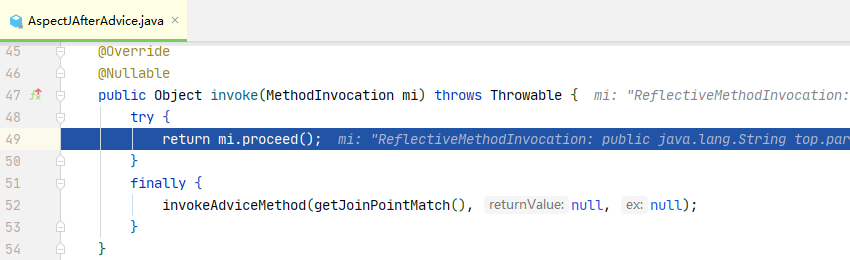 AspectJAfterAdvice.java
45 @Override
46 @Nullable
47 public Object invoke(MethodInvocation mi) throws Throwable { mi: "ReflectiveMethodInvocation:
48 try {
49 return mi.proceed(); mi: "ReflectiveMethodInvocation: public java.lang.String top.par
50 }
51 finally {
52 invokeAdviceMethod(getJoinPointMatch(), returnValue: null, ex: null);
53 }
54 }